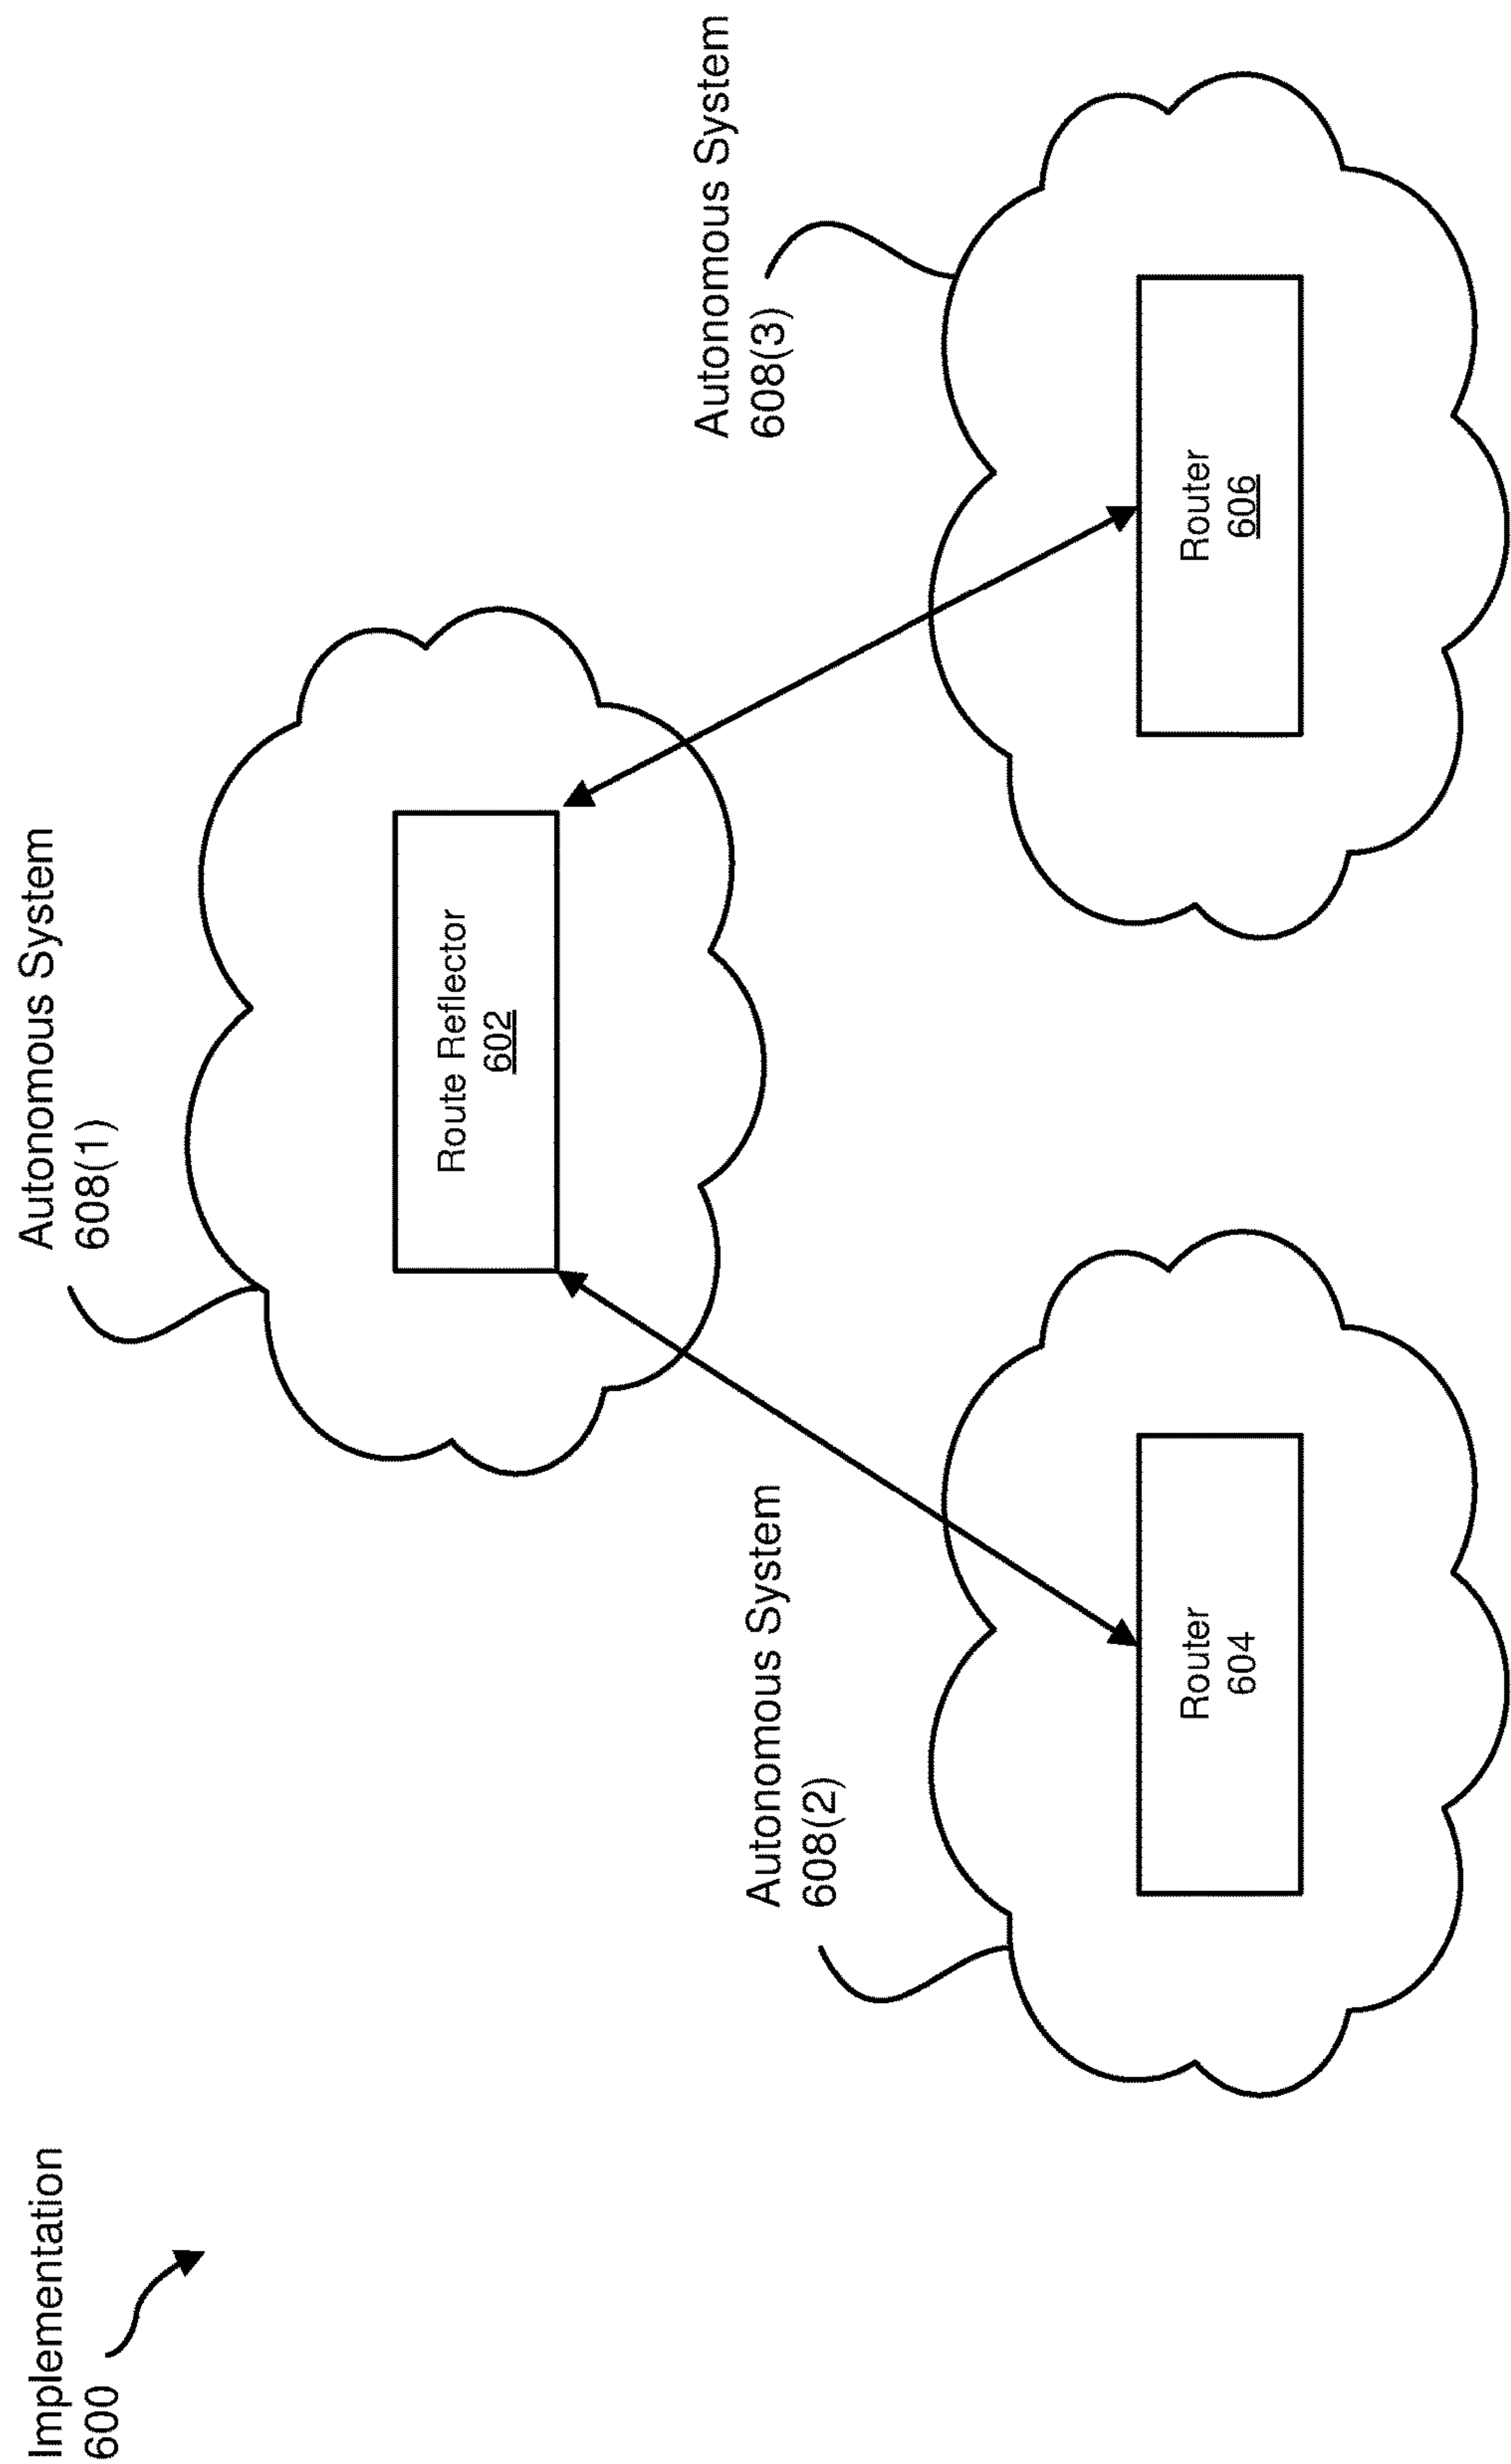 Implementation
600
Autonomous System
608(1)
Route Reflector
602
Autonomous System
608(2)
Router
604
Autonomous System
608(3)
Router
606